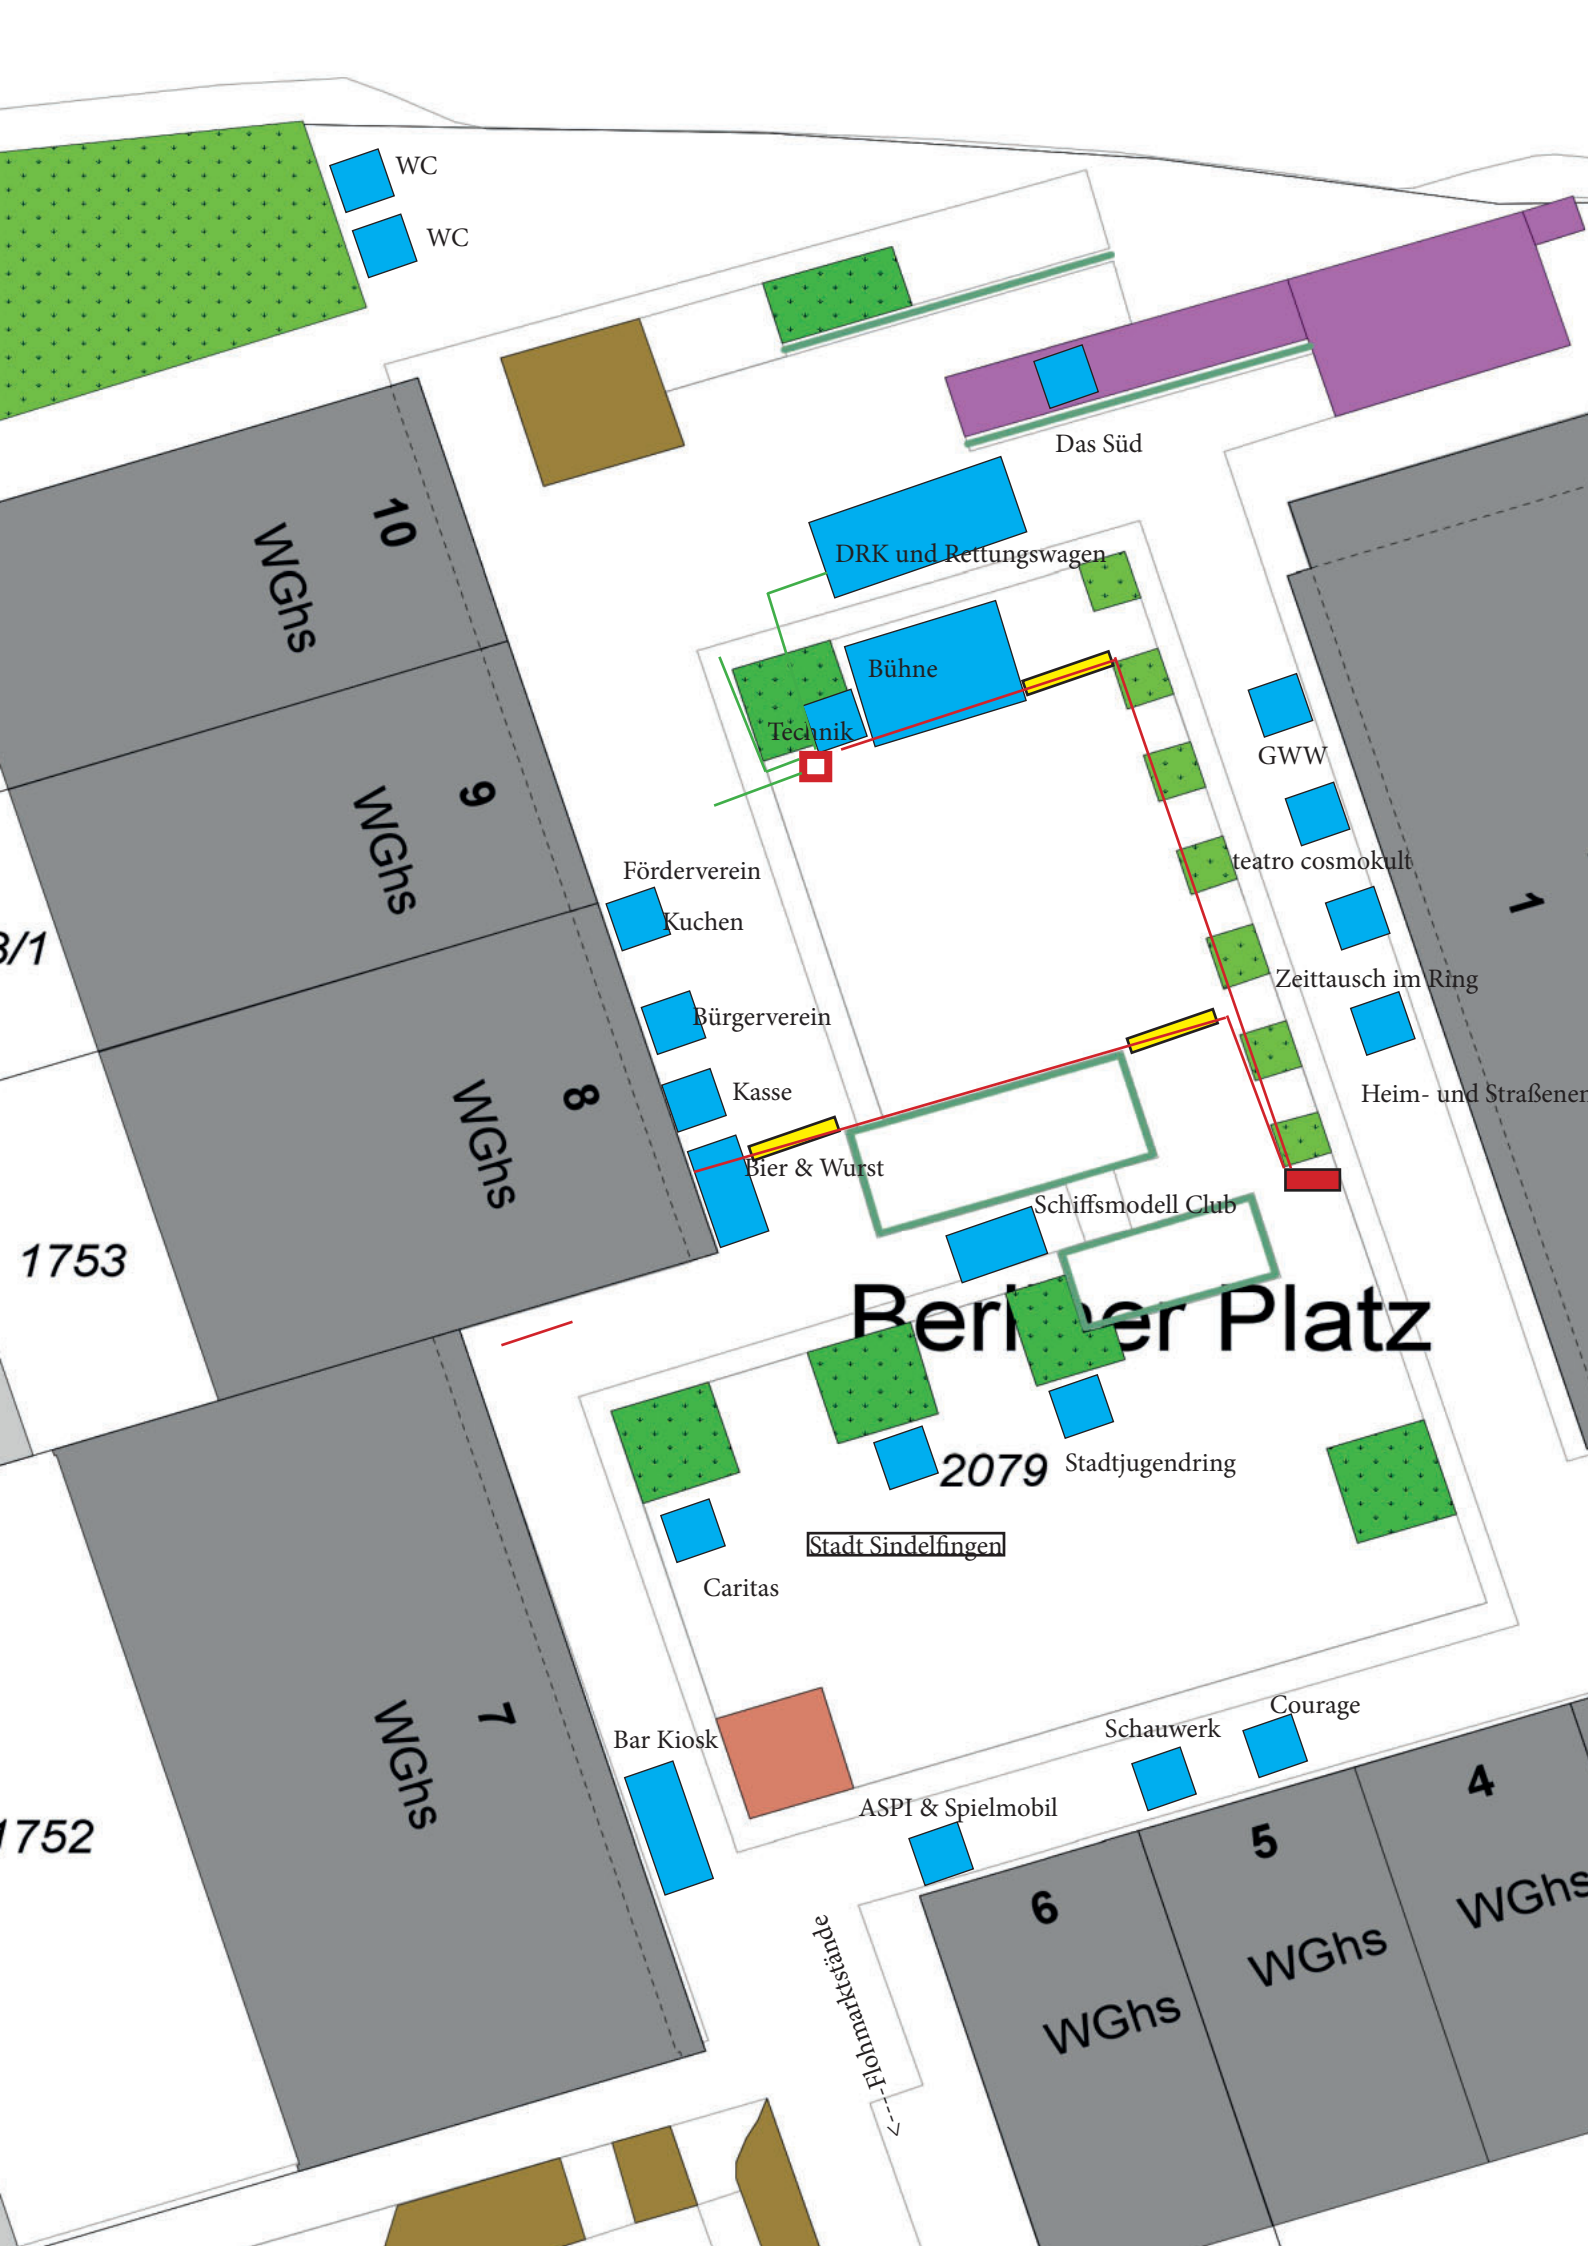 WC
WC
Das Süd
DRK und Rettungswagen
10
WGhs
Bühne
Technik
GWW
9
WGhs
Förderverein
Kuchen
teatro cosmokult
1
3/1
Zeittausch im Ring
Bürgerverein
8
WGhs
Kasse
Heim- und Straßener
Bier & Wurst
Schiffsmodell Club
1753
Berliner Platz
2079
Stadtjugendring
Stadt Sindelfingen
Caritas
7
WGhs
Bar Kiosk
Courage
Schauwerk
ASPI & Spielmobil
1752
4
WGhs
5
WGhs
6
WGhs
Flohmarktstände